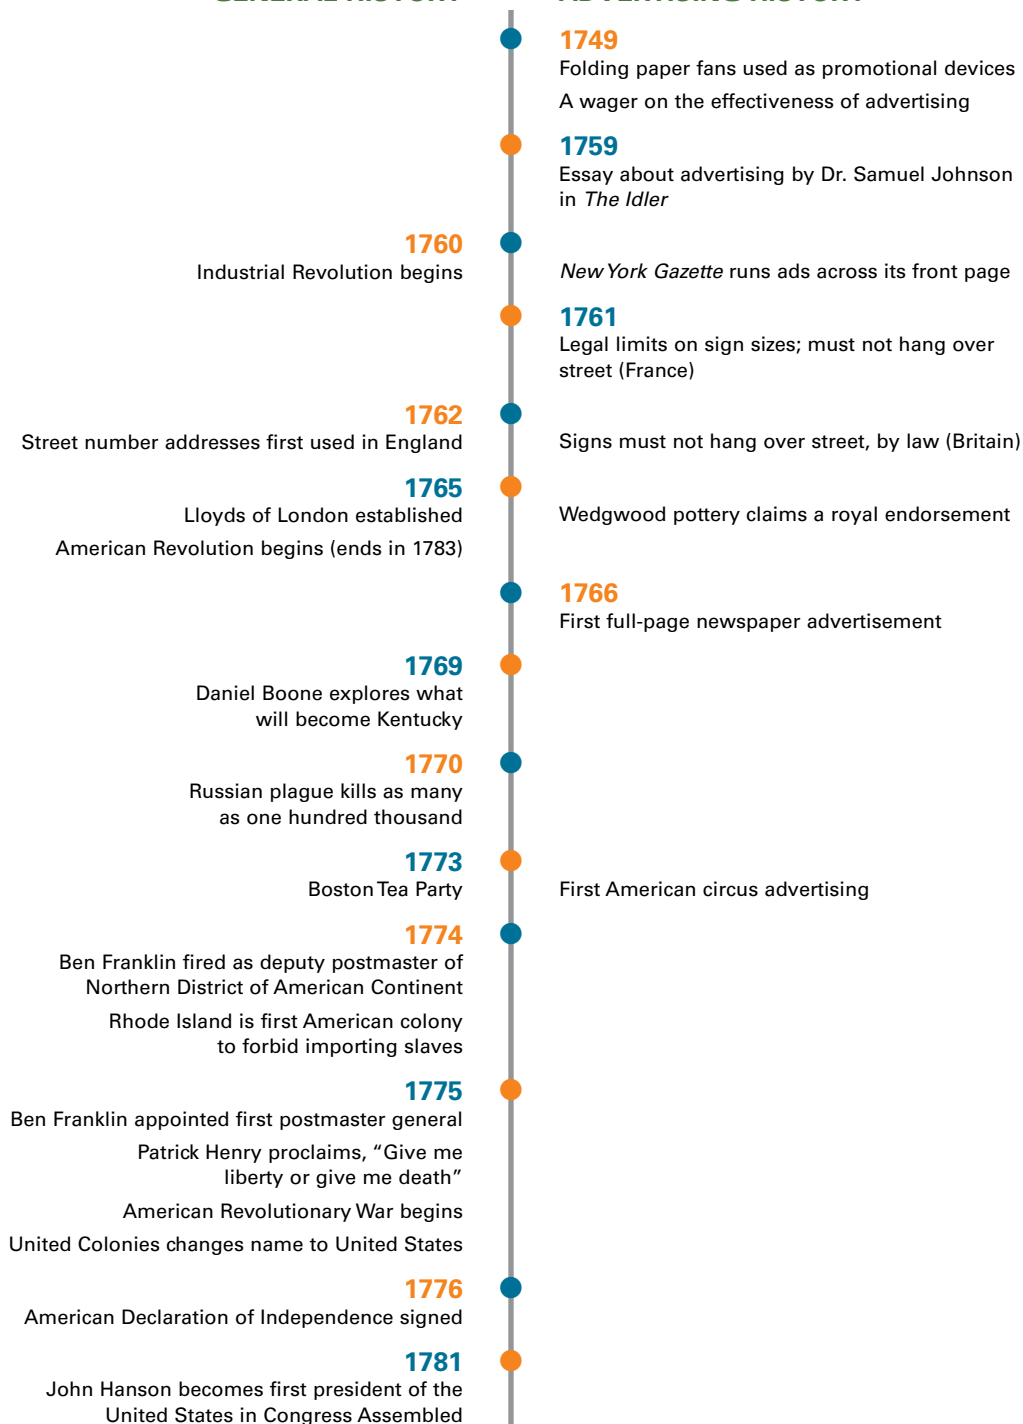 GENERAL HISTORY
ADVERTISING HISTORY
1749
Folding paper fans used as promotional devices
A wager on the effectiveness of advertising
1759
Essay about advertising by Dr. Samuel Johnson
in The Idler
1760
Industrial Revolution begins
New York Gazette runs ads across its front page
1761
Legal limits on sign sizes; must not hang over
street (France)
1762
Street number addresses first used in England
Signs must not hang over street, by law (Britain)
1765
Lloyds of London established
American Revolution begins (ends in 1783)
Wedgwood pottery claims a royal endorsement
1766
First full-page newspaper advertisement
1769
Daniel Boone explores what
will become Kentucky
1770
Russian plague kills as many
as one hundred thousand
1773
Boston Tea Party
First American circus advertising
1774
Ben Franklin fired as deputy postmaster of
Northern District of American Continent
Rhode Island is first American colony
to forbid importing slaves
1775
Ben Franklin appointed first postmaster general
Patrick Henry proclaims, “Give me
liberty or give me death”
American Revolutionary War begins
United Colonies changes name to United States
1776
American Declaration of Independence signed
1781
John Hanson becomes first president of the
United States in Congress Assembled